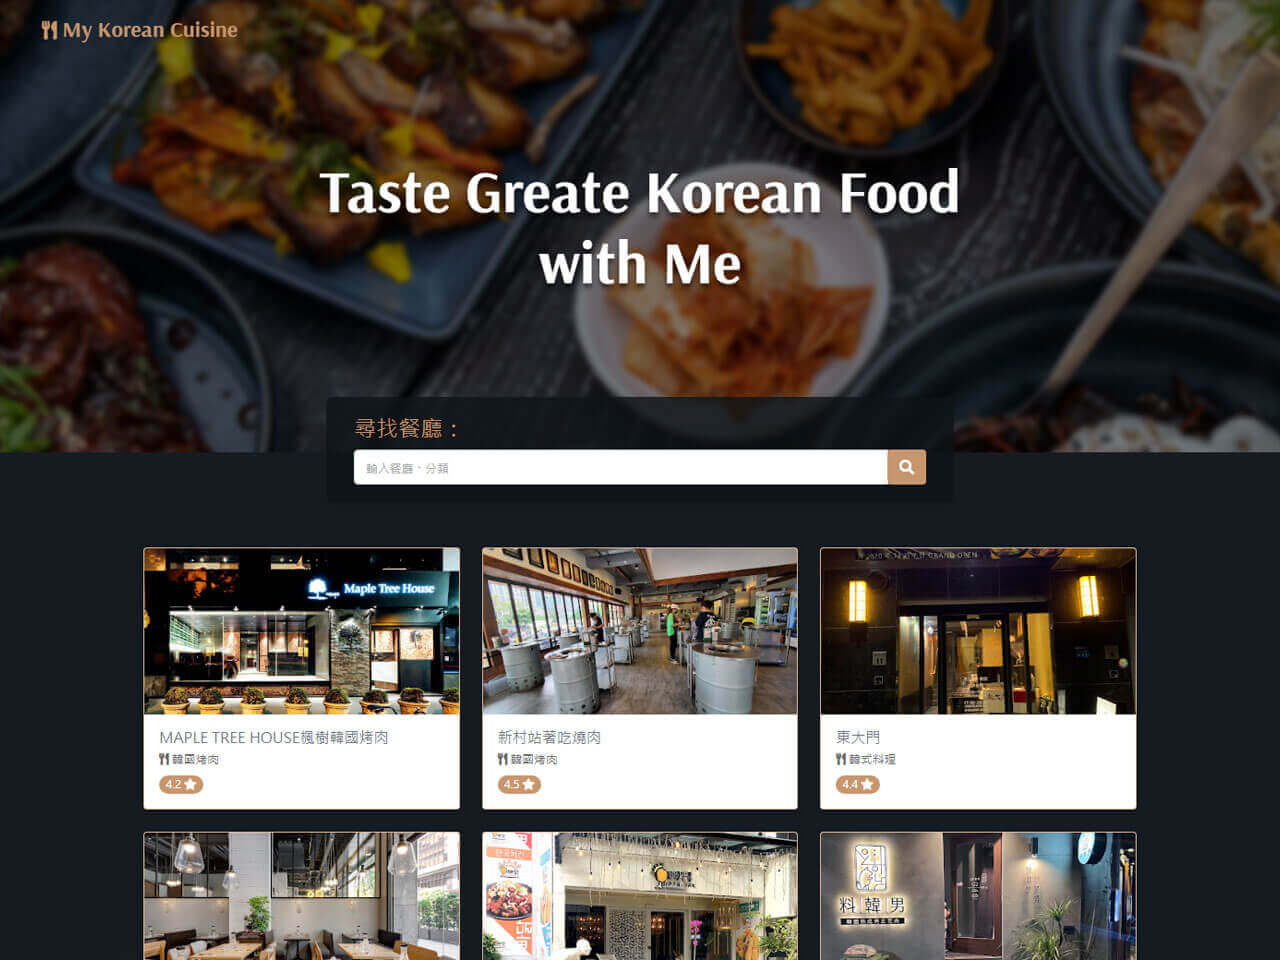 My Korean Cuisine
Taste Greate Korean Food
with Me
尋找餐廳：
輸入餐廳、分類
Maple Tree House
GRAND OPEN
MAPLE TREE HOUSE楓樹韓國烤肉
韓國烤肉
4.2
新村站著吃燒肉
韓國烤肉
4.5
東大門
韓式料理
4.4
料韓男